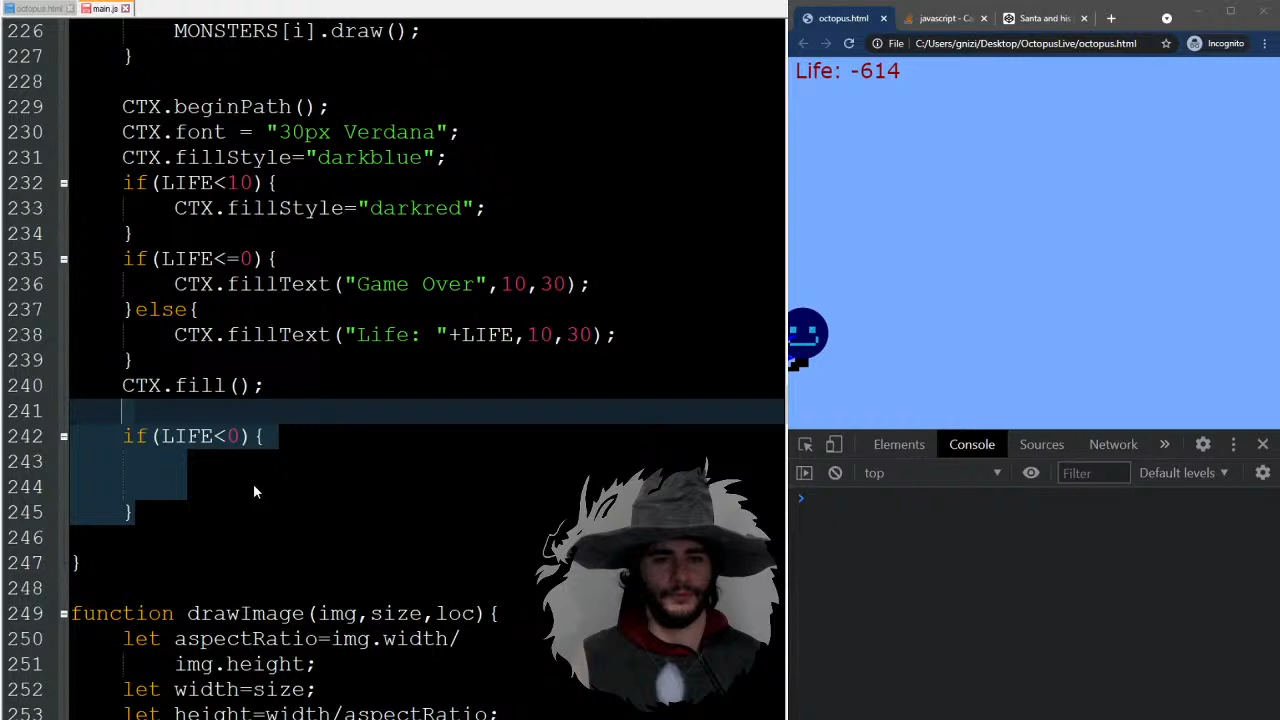 octopus.html main.js
226 MONSTERS[i].draw();
227 }
228
229 CTX.beginPath();
230 CTX.font = "30px Verdana";
231 CTX.fillStyle="darkblue";
232 if(LIFE<10){
233 CTX.fillStyle="darkred";
234 }
235 if(LIFE<=0){
236 CTX.fillText("Game Over",10,30);
237 }else{
238 CTX.fillText("Life: "+LIFE,10,30);
239 }
240 CTX.fill();
241
242 if(LIFE<0){
243
244
245 }
246
247 }
248
249 function drawImage(img,size,loc){
250 let aspectRatio=img.width/
251 img.height;
252 let width=size;
253 let height=width/aspectRatio;
octopus.html javascript - Ca Santa and his
File C:/Users/gnizi/Desktop/OctopusLive/octopus.html Incognito
Life: -614
Elements Console Sources Network
top Filter Default levels